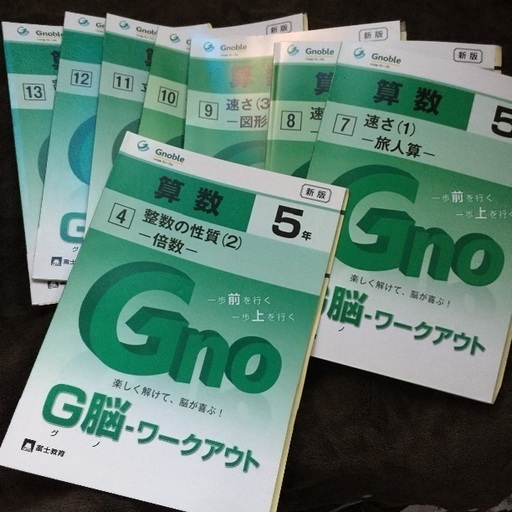 13
12
11
10
Gnoble
新版
9
速さ(3)
図形
Gnoble
新版
8
速さ
Gnoble
新版
算数
5
7
速さ(1)
―旅人算―
一歩前を行く
一歩上を行く
Gno
楽しく解けて、脳が喜ぶ!
G脳-ワークアウト
ノ
Gnoble
新版
算数
5年
4
整数の性質(2)
―倍数―
一歩前を行く
一歩上を行く
Gno
楽しく解けて、脳が喜ぶ!
G脳-ワークアウト
グノ
富士教育